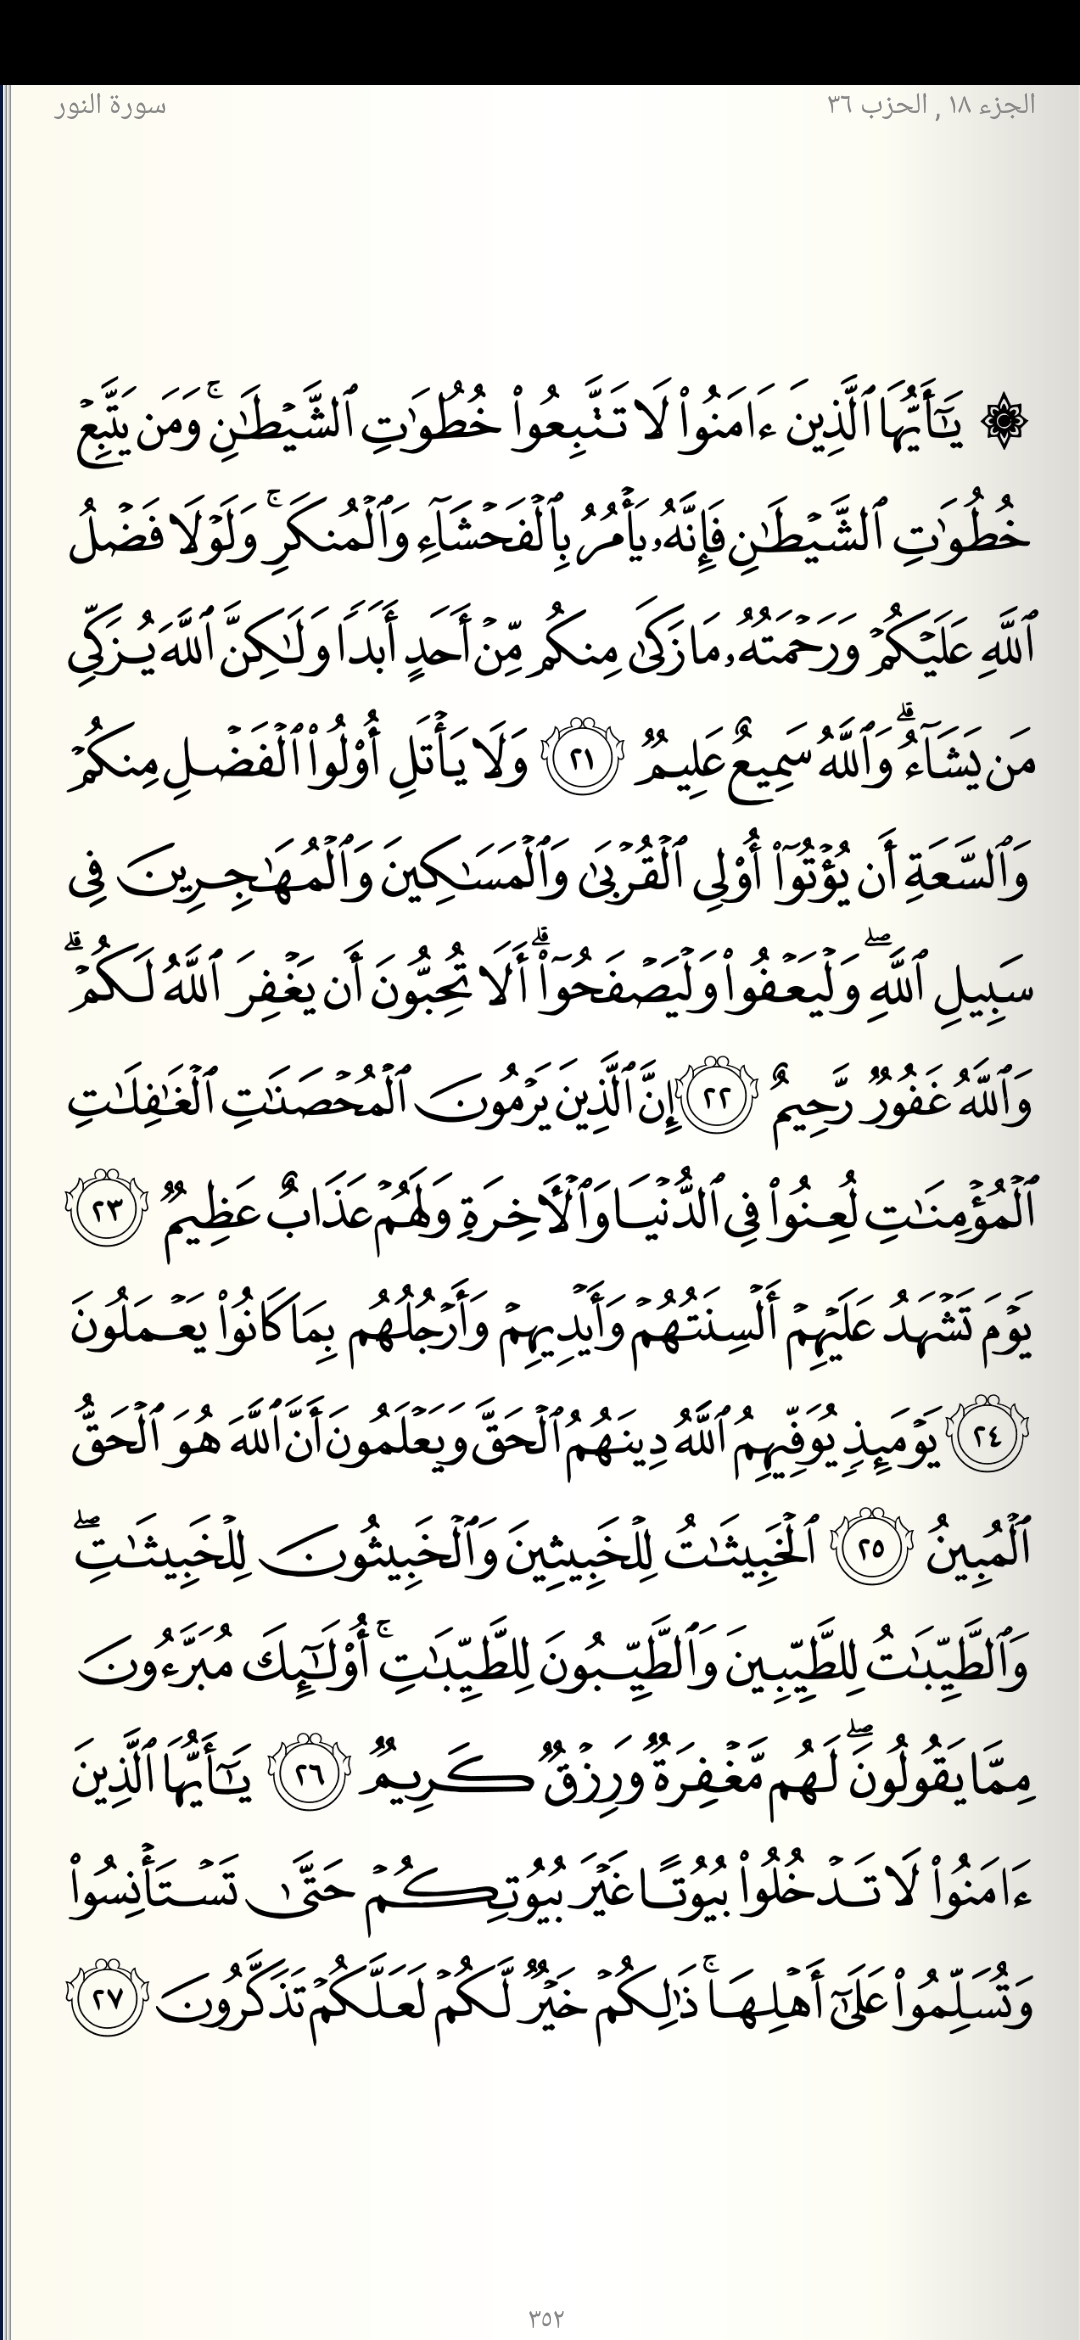 الجزء ١٨ , الحزب ٣٦
سورة النور
۞ يَٰٓأَيُّهَا ٱلَّذِينَ ءَامَنُوا۟ لَا تَتَّبِعُوا۟ خُطُوَٰتِ ٱلشَّيْطَٰنِ ۚ وَمَن يَتَّبِعْ
خُطُوَٰتِ ٱلشَّيْطَٰنِ فَإِنَّهُۥ يَأْمُرُ بِٱلْفَحْشَآءِ وَٱلْمُنكَرِ ۚ وَلَوْلَا فَضْلُ
ٱللَّهِ عَلَيْكُمْ وَرَحْمَتُهُۥ مَا زَكَىٰ مِنكُم مِّنْ أَحَدٍ أَبَدًا وَلَٰكِنَّ ٱللَّهَ يُزَكِّى
مَن يَشَآءُ ۗ وَٱللَّهُ سَمِيعٌ عَلِيمٌ ٢١ وَلَا يَأْتَلِ أُو۟لُوا۟ ٱلْفَضْلِ مِنكُمْ
وَٱلسَّعَةِ أَن يُؤْتُوٓا۟ أُو۟لِى ٱلْقُرْبَىٰ وَٱلْمَسَٰكِينَ وَٱلْمُهَٰجِرِينَ فِى
سَبِيلِ ٱللَّهِ ۖ وَلْيَعْفُوا۟ وَلْيَصْفَحُوٓا۟ ۗ أَلَا تُحِبُّونَ أَن يَغْفِرَ ٱللَّهُ لَكُمْ ۗ
وَٱللَّهُ غَفُورٌ رَّحِيمٌ ٢٢ إِنَّ ٱلَّذِينَ يَرْمُونَ ٱلْمُحْصَنَٰتِ ٱلْغَٰفِلَٰتِ
ٱلْمُؤْمِنَٰتِ لُعِنُوا۟ فِى ٱلدُّنْيَا وَٱلْءَاخِرَةِ وَلَهُمْ عَذَابٌ عَظِيمٌ ٢٣
يَوْمَ تَشْهَدُ عَلَيْهِمْ أَلْسِنَتُهُمْ وَأَيْدِيهِمْ وَأَرْجُلُهُم بِمَا كَانُوا۟ يَعْمَلُونَ
٢٤ يَوْمَئِذٍ يُوَفِّيهِمُ ٱللَّهُ دِينَهُمُ ٱلْحَقَّ وَيَعْلَمُونَ أَنَّ ٱللَّهَ هُوَ ٱلْحَقُّ
ٱلْمُبِينُ ٢٥ ٱلْخَبِيثَٰتُ لِلْخَبِيثِينَ وَٱلْخَبِيثُونَ لِلْخَبِيثَٰتِ ۖ
وَٱلطَّيِّبَٰتُ لِلطَّيِّبِينَ وَٱلطَّيِّبُونَ لِلطَّيِّبَٰتِ ۚ أُو۟لَٰٓئِكَ مُبَرَّءُونَ
مِمَّا يَقُولُونَ ۖ لَهُم مَّغْفِرَةٌ وَرِزْقٌ كَرِيمٌ ٢٦ يَٰٓأَيُّهَا ٱلَّذِينَ
ءَامَنُوا۟ لَا تَدْخُلُوا۟ بُيُوتًا غَيْرَ بُيُوتِكُمْ حَتَّىٰ تَسْتَأْنِسُوا۟
وَتُسَلِّمُوا۟ عَلَىٰٓ أَهْلِهَا ۚ ذَٰلِكُمْ خَيْرٌ لَّكُمْ لَعَلَّكُمْ تَذَكَّرُونَ ٢٧
٣٥٢